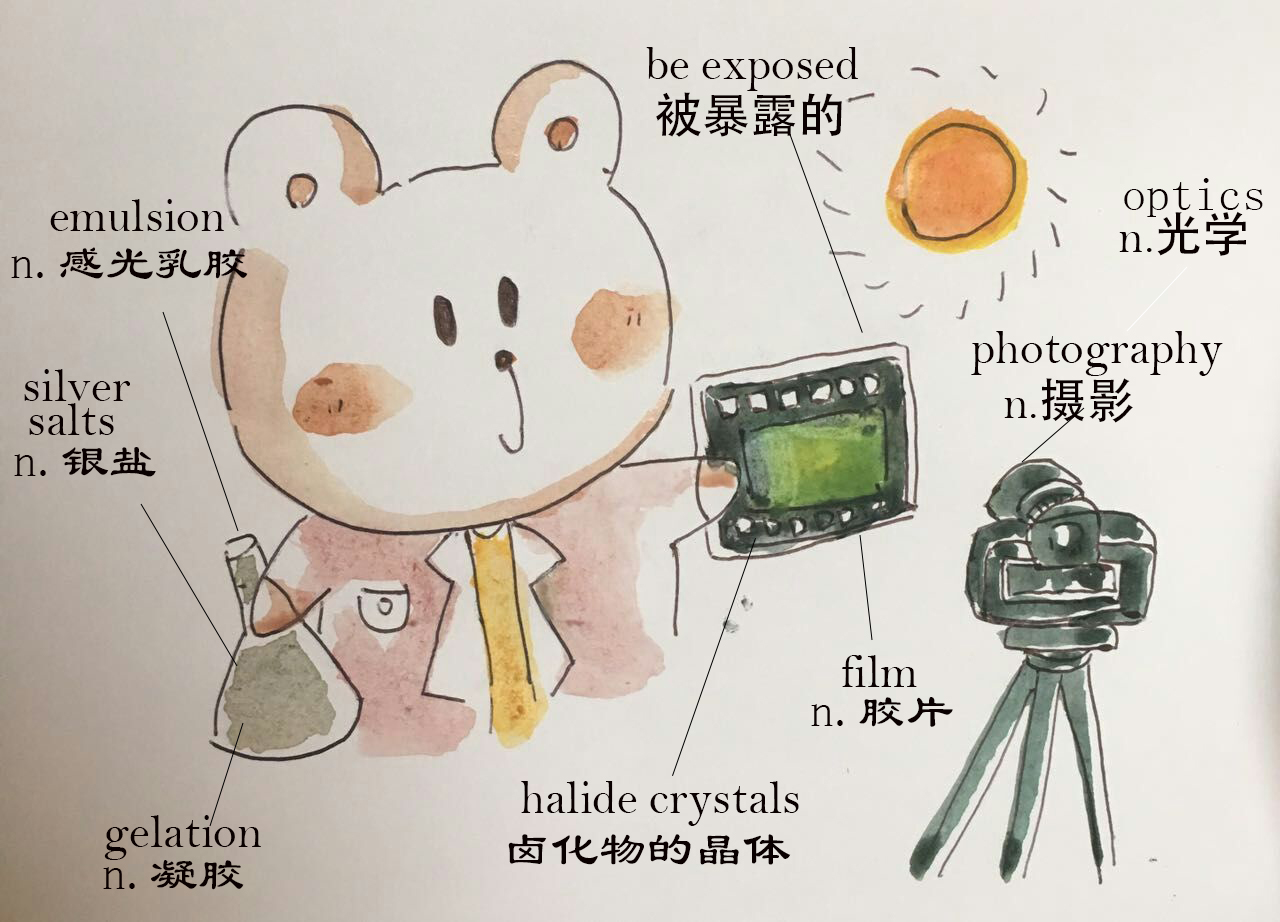 be exposed
被暴露的
optics
n.光学
emulsion
n. 感光乳胶
photography
n.摄影
silver
salts
n. 银盐
film
n. 胶片
halide crystals
卤化物的晶体
gelation
n. 凝胶